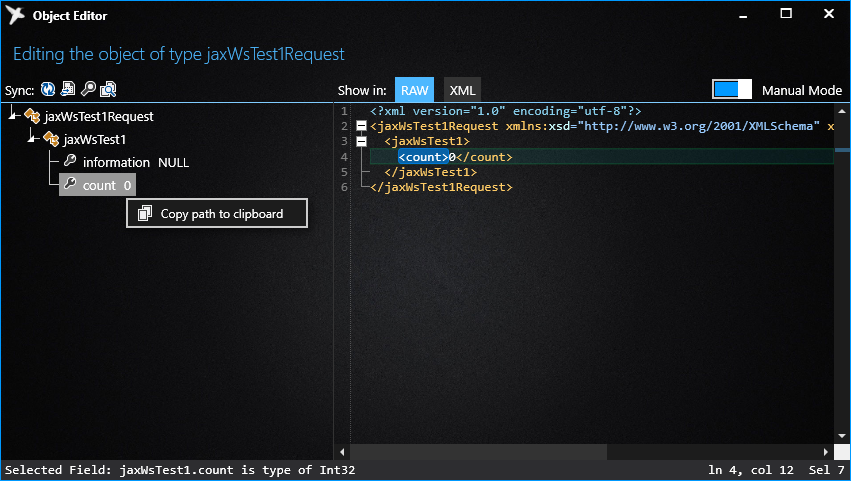 Object Editor
Editing the object of type jaxWsTest1Request
Sync:
Show in: RAW XML Manual Mode
jaxWsTest1Request
jaxWsTest1
information NULL
count 0
Copy path to clipboard
1 <?xml version="1.0" encoding="utf-8"?>
2 <jaxWsTest1Request xmlns:xsd="http://www.w3.org/2001/XMLSchema" x
3 <jaxWsTest1>
4 <count>0</count>
5 </jaxWsTest1>
6 </jaxWsTest1Request>
Selected Field: jaxWsTest1.count is type of Int32 ln 4, col 12 Sel 7